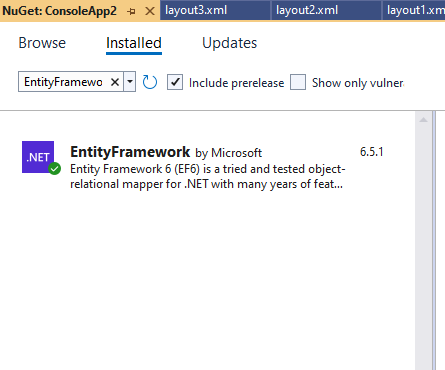 NuGet: ConsoleApp2 layout3.xml layout2.xml layout1.xm
Browse Installed Updates
EntityFramewo Include prerelease Show only vulner
.NET EntityFramework by Microsoft 6.5.1
Entity Framework 6 (EF6) is a tried and tested object-
relational mapper for .NET with many years of feat...